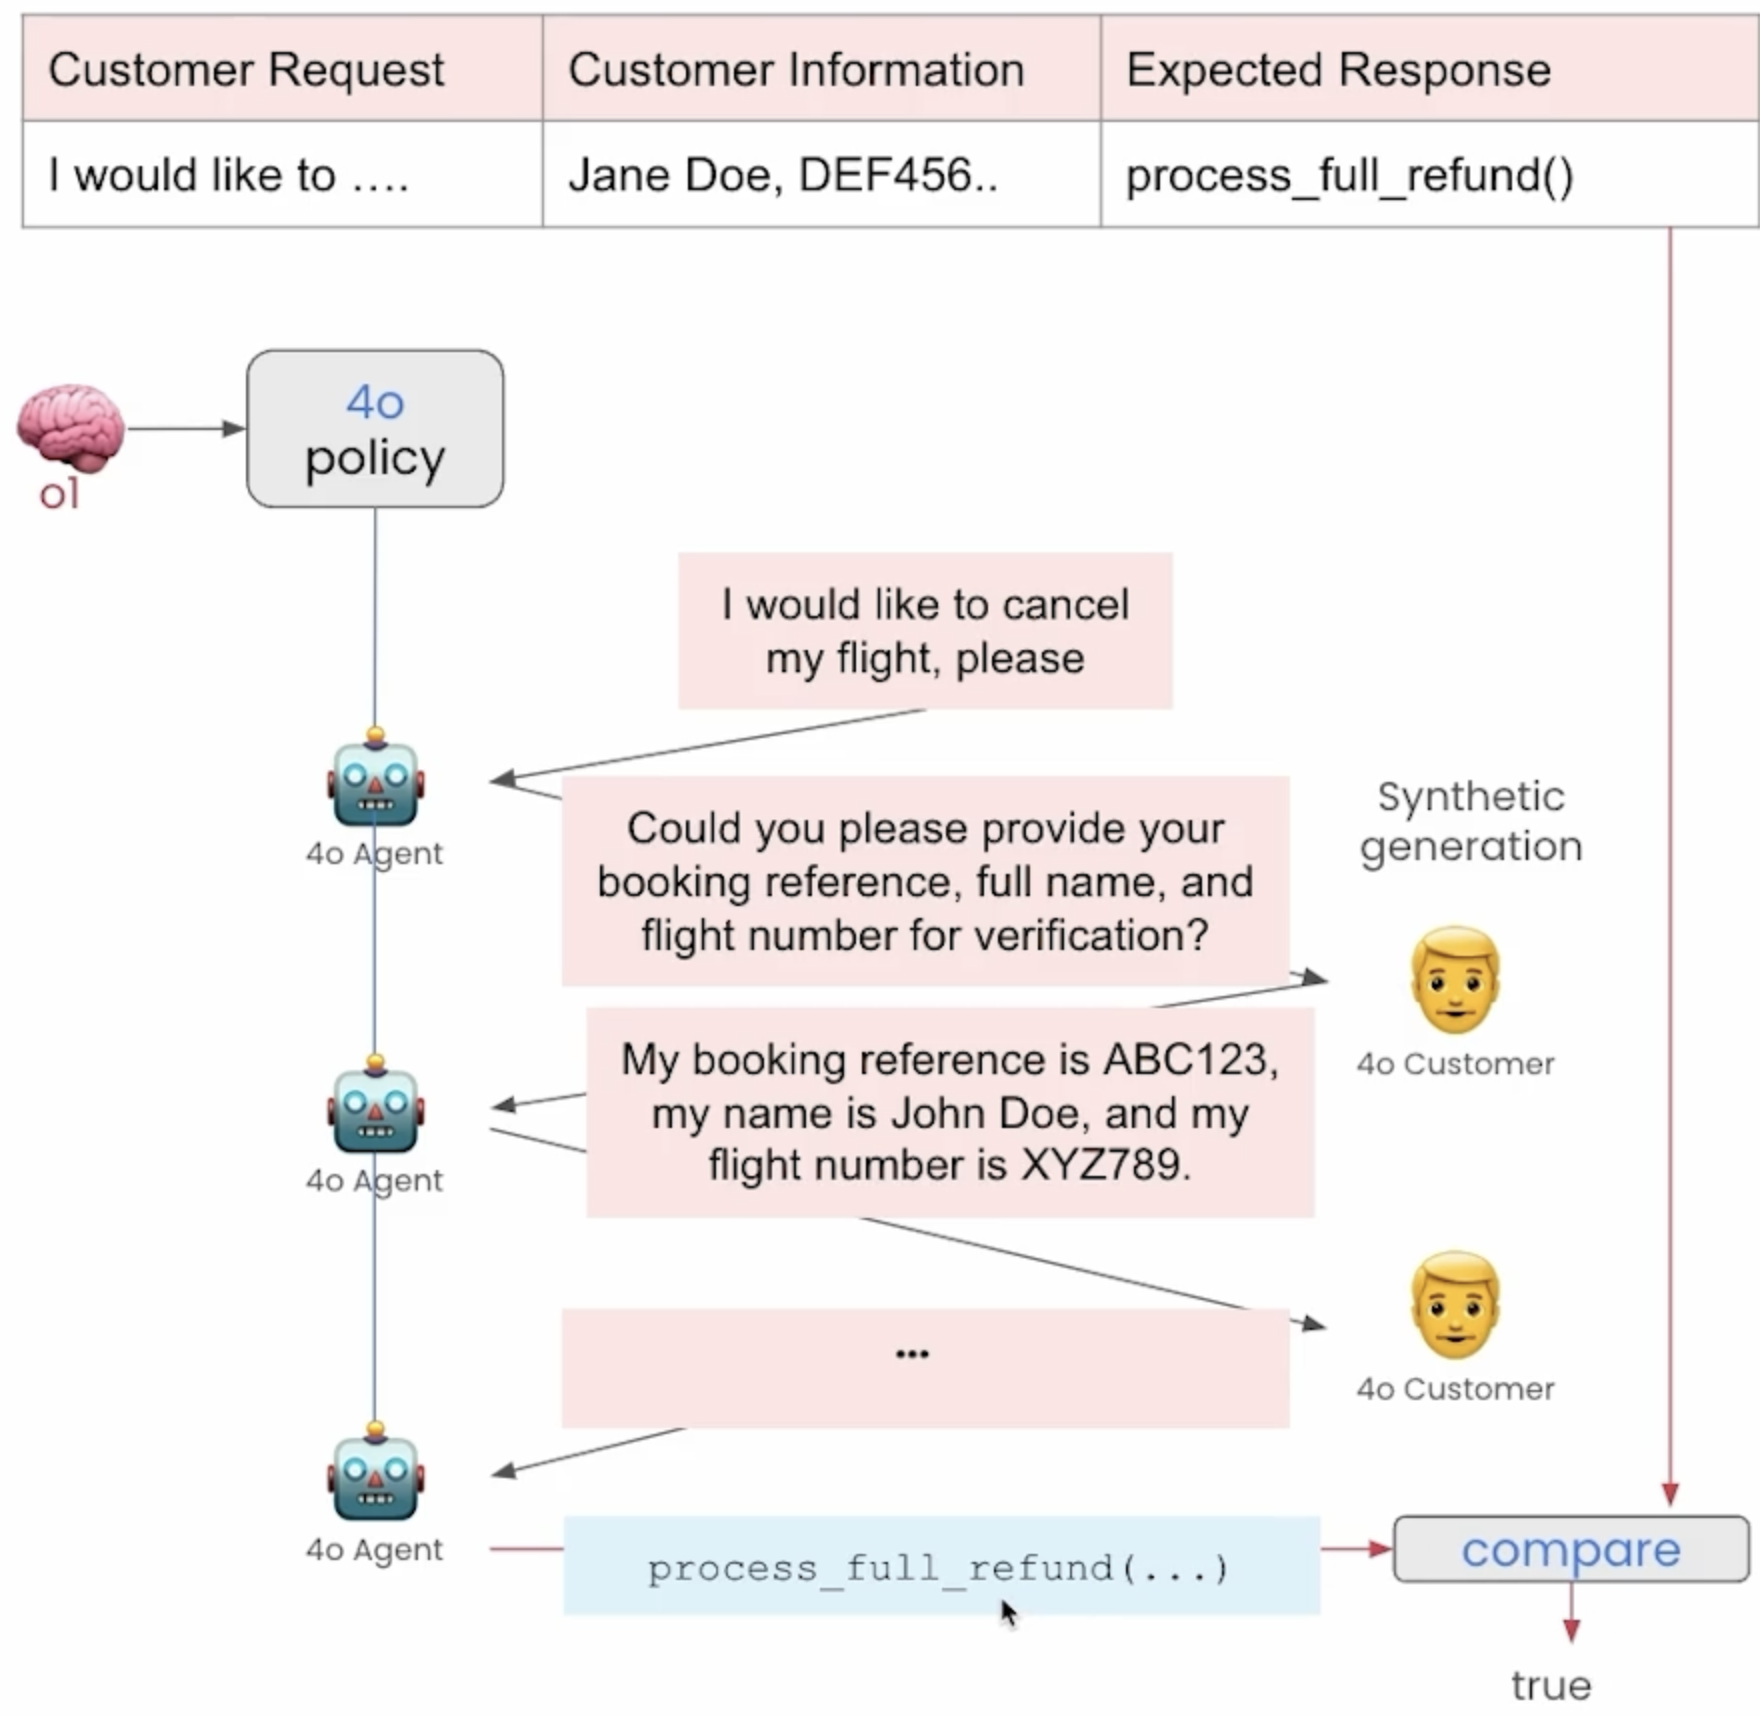 Customer Request
Customer Information
Expected Response
I would like to ....
Jane Doe, DEF456..
process_full_refund()
4o
policy
o1
I would like to cancel
my flight, please
4o Agent
Could you please provide your
booking reference, full name, and
flight number for verification?
Synthetic
generation
4o Customer
My booking reference is ABC123,
my name is John Doe, and my
flight number is XYZ789.
4o Agent
...
4o Customer
4o Agent
process_full_refund(...)
compare
true